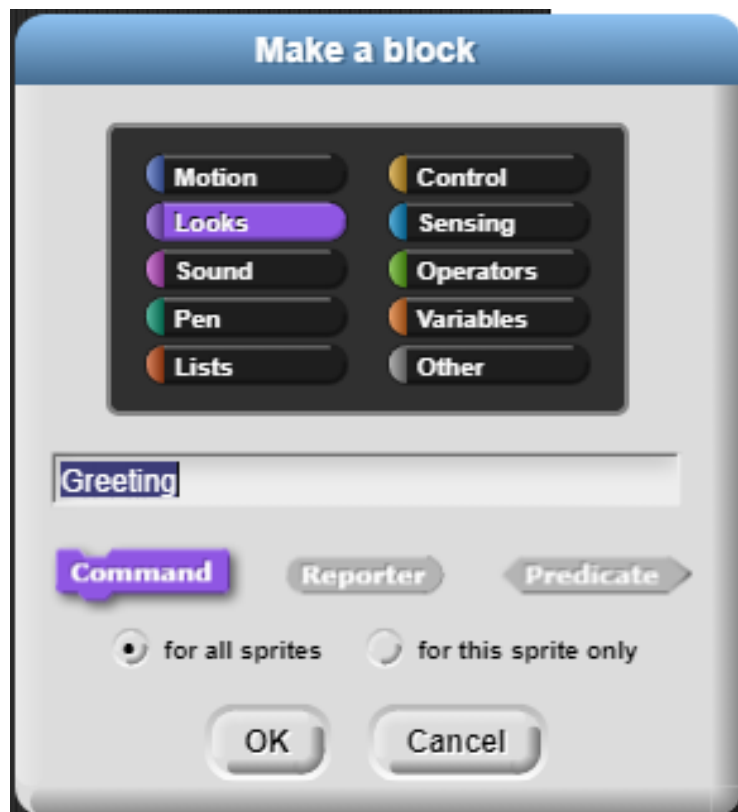 Make a block
Motion
Control
Looks
Sensing
Sound
Operators
Pen
Variables
Lists
Other
Greeting
Command
Reporter
Predicate
for all sprites
for this sprite only
OK
Cancel